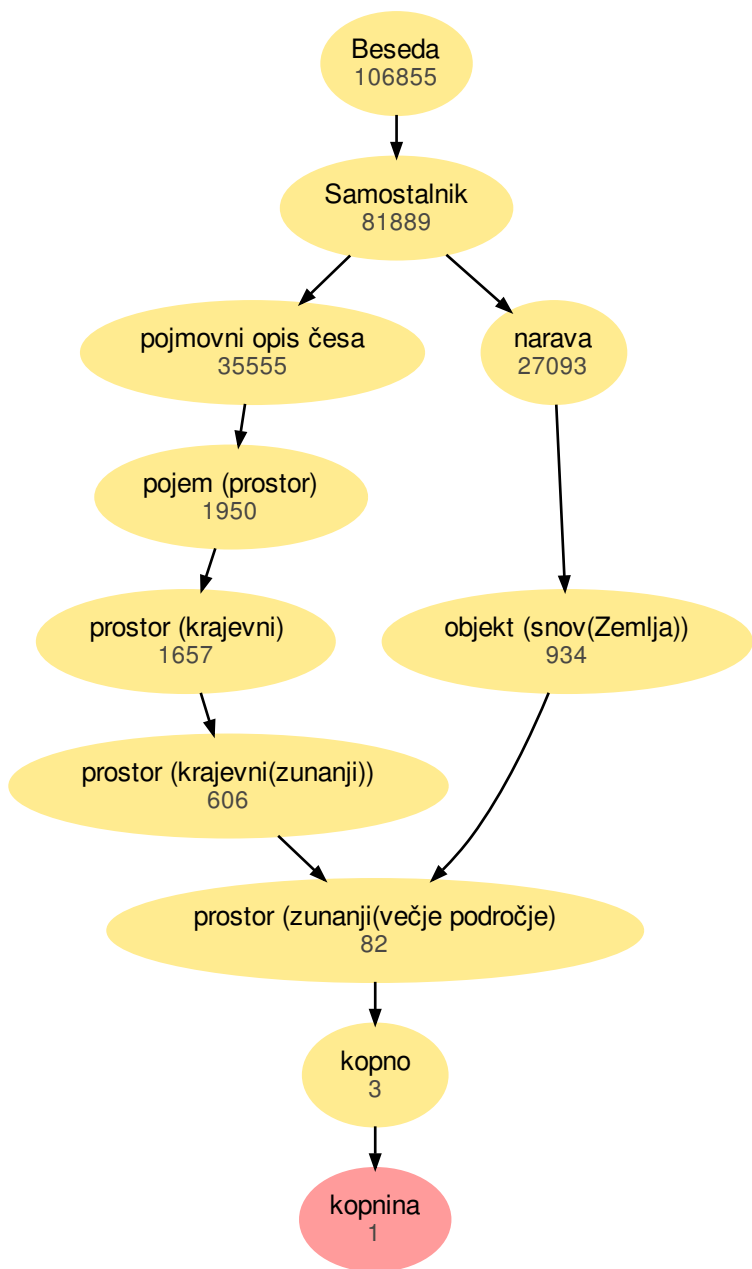 Beseda
106855
Samostalnik
81889
pojmovni opis česa
35555
narava
27093
pojem (prostor)
1950
prostor (krajevni)
1657
objekt (snov(Zemlja))
934
prostor (krajevni(zunanji))
606
prostor (zunanji(večje področje)
82
kopno
3
kopnina
1